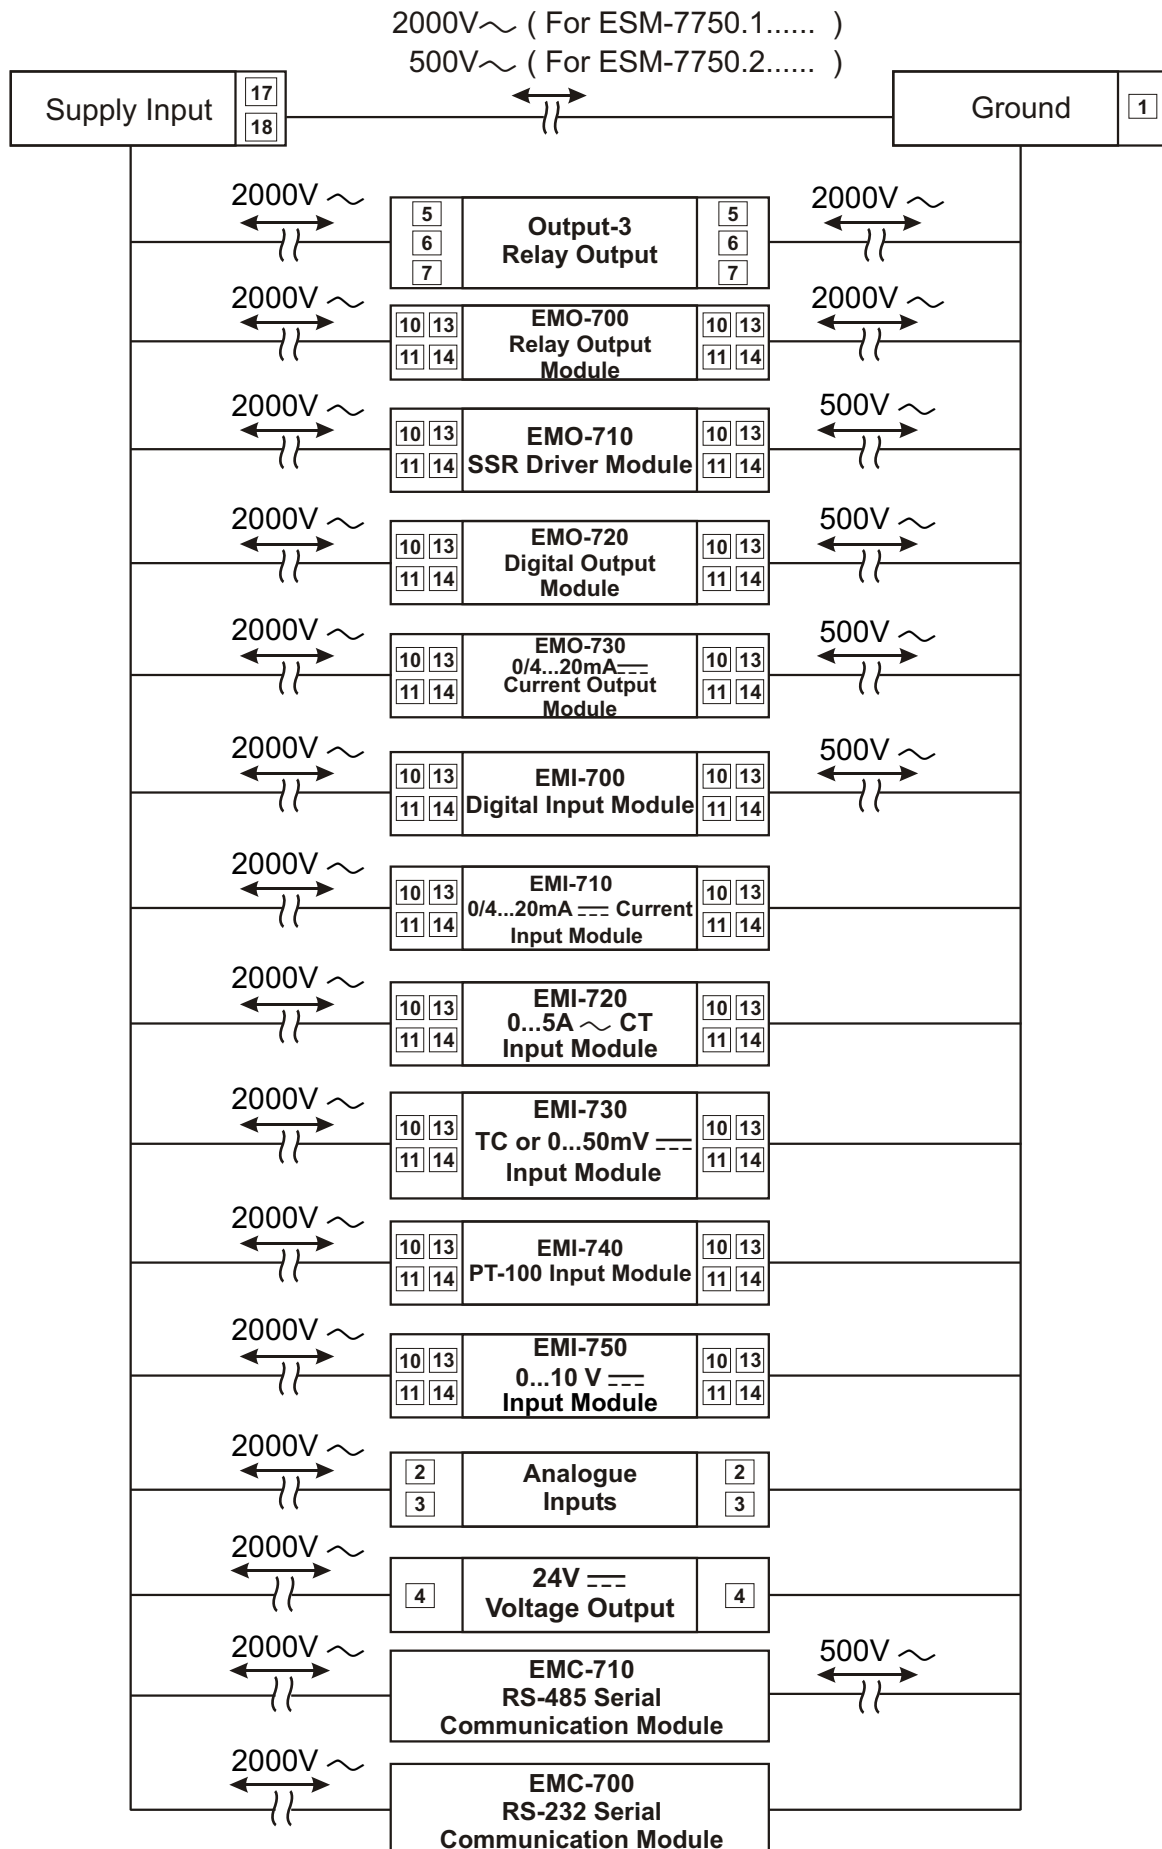 2000V～ ( For ESM-7750.1...... )
500V～ ( For ESM-7750.2...... )
Supply Input
17
18
Ground
1
2000V～
5
6
7
Output-3
Relay Output
5
6
7
2000V～
2000V～
10 13
11 14
EMO-700
Relay Output
Module
10 13
11 14
2000V～
2000V～
10 13
11 14
EMO-710
SSR Driver Module
10 13
11 14
500V～
2000V～
10 13
11 14
EMO-720
Digital Output
Module
10 13
11 14
500V～
2000V～
10 13
11 14
EMO-730
0/4...20mA⎓
Current Output
Module
10 13
11 14
500V～
2000V～
10 13
11 14
EMI-700
Digital Input Module
10 13
11 14
500V～
2000V～
10 13
11 14
EMI-710
0/4...20mA ⎓ Current
Input Module
10 13
11 14
2000V～
10 13
11 14
EMI-720
0...5A ～ CT
Input Module
10 13
11 14
2000V～
10 13
11 14
EMI-730
TC or 0...50mV ⎓
Input Module
10 13
11 14
2000V～
10 13
11 14
EMI-740
PT-100 Input Module
10 13
11 14
2000V～
10 13
11 14
EMI-750
0...10 V ⎓
Input Module
10 13
11 14
2000V～
2
3
Analogue
Inputs
2
3
2000V～
4
24V ⎓
Voltage Output
4
2000V～
EMC-710
RS-485 Serial
Communication Module
500V～
2000V～
EMC-700
RS-232 Serial
Communication Module